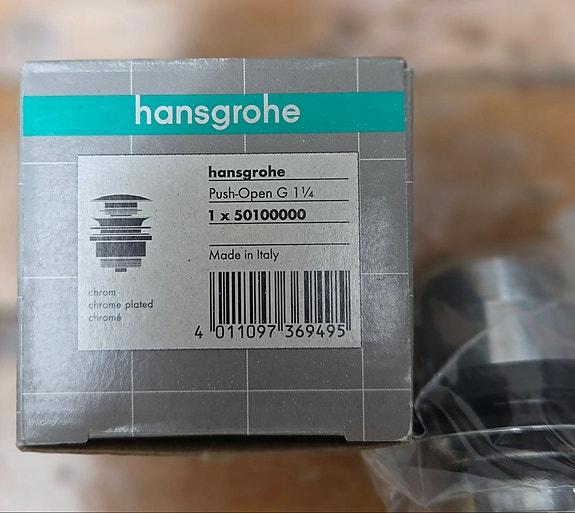 hansgrohe
hansgrohe
Push-Open G 1¼
1 x 50100000
Made in Italy
chrom
chrome plated
chromé
4 011097 369495